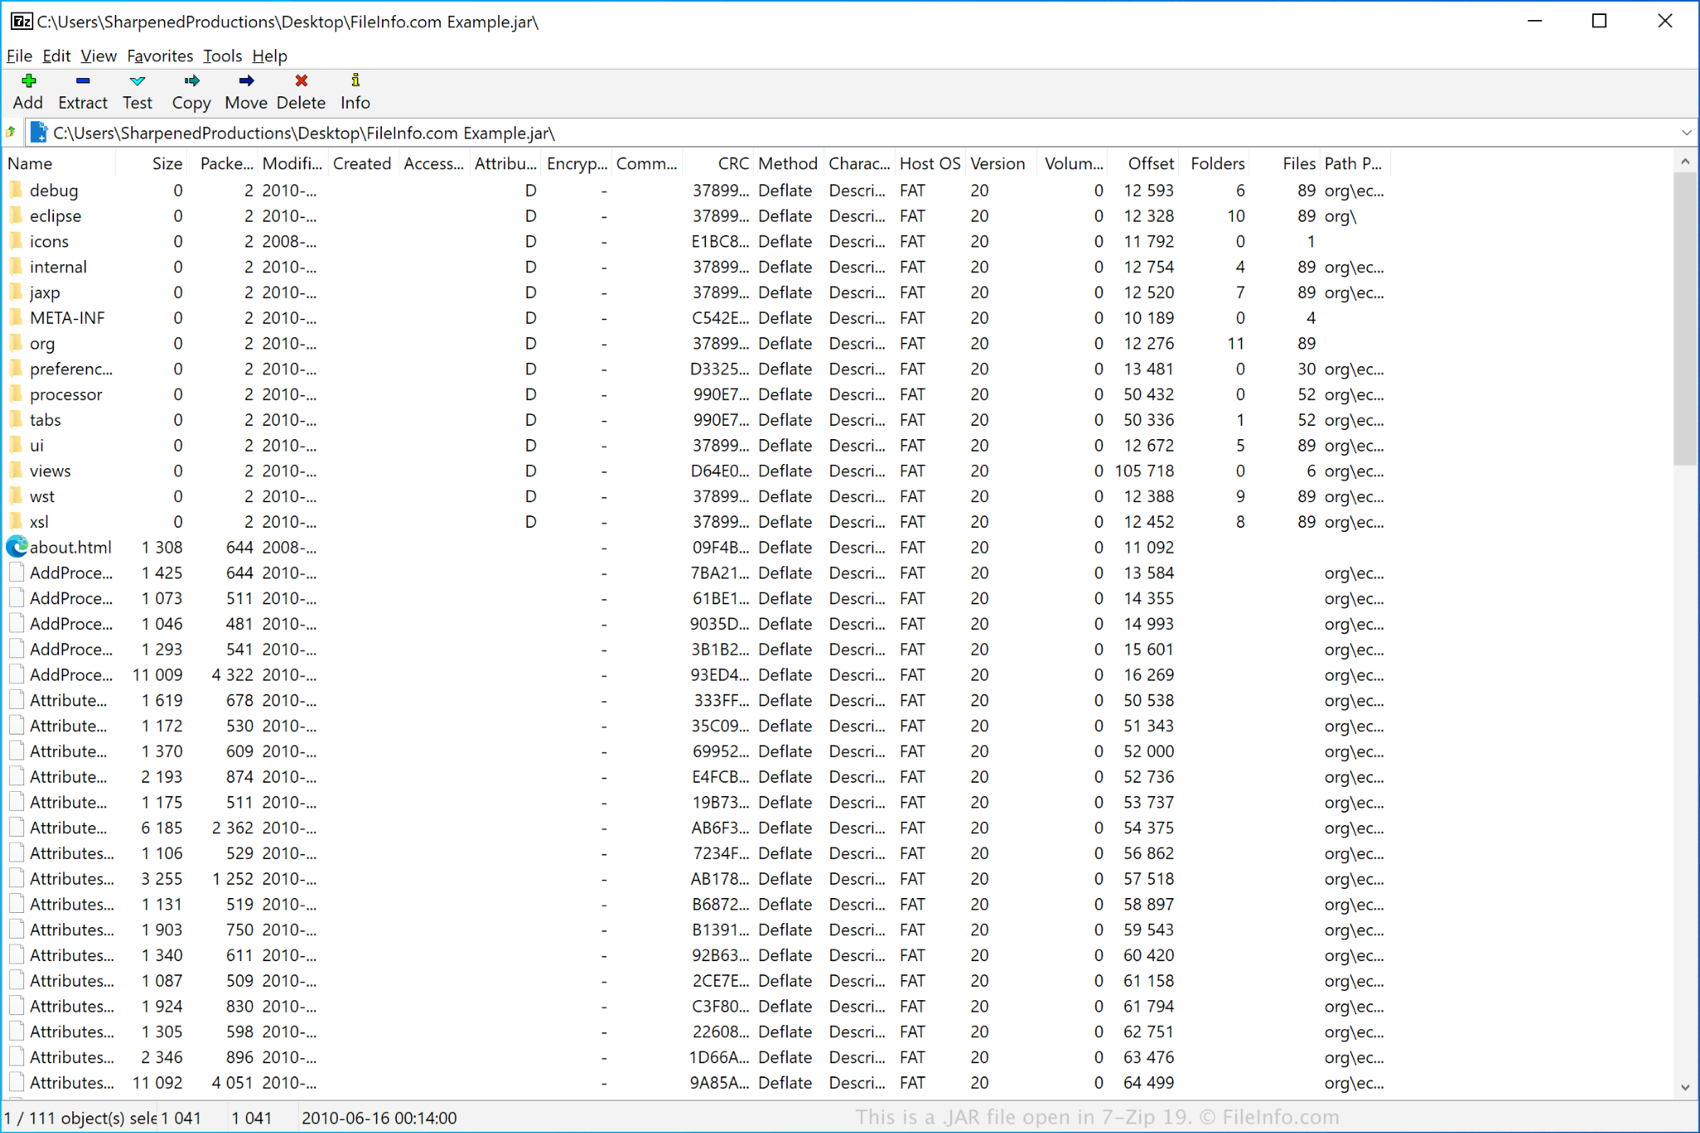 7z C:\Users\SharpenedProductions\Desktop\FileInfo.com Example.jar\
File Edit View Favorites Tools Help
Add Extract Test Copy Move Delete Info
C:\Users\SharpenedProductions\Desktop\FileInfo.com Example.jar\
Name Size Packe... Modifi... Created Access... Attribu... Encryp... Comm... CRC Method Charac... Host OS Version Volum... Offset Folders Files Path P...
debug 0 2 2010-... D - 37899... Deflate Descri... FAT 20 0 12 593 6 89 org\ec...
eclipse 0 2 2010-... D - 37899... Deflate Descri... FAT 20 0 12 328 10 89 org\
icons 0 2 2008-... D - E1BC8... Deflate Descri... FAT 20 0 11 792 0 1
internal 0 2 2010-... D - 37899... Deflate Descri... FAT 20 0 12 754 4 89 org\ec...
jaxp 0 2 2010-... D - 37899... Deflate Descri... FAT 20 0 12 520 7 89 org\ec...
META-INF 0 2 2010-... D - C542E... Deflate Descri... FAT 20 0 10 189 0 4
org 0 2 2010-... D - 37899... Deflate Descri... FAT 20 0 12 276 11 89
preferenc... 0 2 2010-... D - D3325... Deflate Descri... FAT 20 0 13 481 0 30 org\ec...
processor 0 2 2010-... D - 990E7... Deflate Descri... FAT 20 0 50 432 0 52 org\ec...
tabs 0 2 2010-... D - 990E7... Deflate Descri... FAT 20 0 50 336 1 52 org\ec...
ui 0 2 2010-... D - 37899... Deflate Descri... FAT 20 0 12 672 5 89 org\ec...
views 0 2 2010-... D - D64E0... Deflate Descri... FAT 20 0 105 718 0 6 org\ec...
wst 0 2 2010-... D - 37899... Deflate Descri... FAT 20 0 12 388 9 89 org\ec...
xsl 0 2 2010-... D - 37899... Deflate Descri... FAT 20 0 12 452 8 89 org\ec...
about.html 1 308 644 2008-... - 09F4B... Deflate Descri... FAT 20 0 11 092
AddProce... 1 425 644 2010-... - 7BA21... Deflate Descri... FAT 20 0 13 584 org\ec...
AddProce... 1 073 511 2010-... - 61BE1... Deflate Descri... FAT 20 0 14 355 org\ec...
AddProce... 1 046 481 2010-... - 9035D... Deflate Descri... FAT 20 0 14 993 org\ec...
AddProce... 1 293 541 2010-... - 3B1B2... Deflate Descri... FAT 20 0 15 601 org\ec...
AddProce... 11 009 4 322 2010-... - 93ED4... Deflate Descri... FAT 20 0 16 269 org\ec...
Attribute... 1 619 678 2010-... - 333FF... Deflate Descri... FAT 20 0 50 538 org\ec...
Attribute... 1 172 530 2010-... - 35C09... Deflate Descri... FAT 20 0 51 343 org\ec...
Attribute... 1 370 609 2010-... - 69952... Deflate Descri... FAT 20 0 52 000 org\ec...
Attribute... 2 193 874 2010-... - E4FCB... Deflate Descri... FAT 20 0 52 736 org\ec...
Attribute... 1 175 511 2010-... - 19B73... Deflate Descri... FAT 20 0 53 737 org\ec...
Attribute... 6 185 2 362 2010-... - AB6F3... Deflate Descri... FAT 20 0 54 375 org\ec...
Attributes... 1 106 529 2010-... - 7234F... Deflate Descri... FAT 20 0 56 862 org\ec...
Attributes... 3 255 1 252 2010-... - AB178... Deflate Descri... FAT 20 0 57 518 org\ec...
Attributes... 1 131 519 2010-... - B6872... Deflate Descri... FAT 20 0 58 897 org\ec...
Attributes... 1 903 750 2010-... - B1391... Deflate Descri... FAT 20 0 59 543 org\ec...
Attributes... 1 340 611 2010-... - 92B63... Deflate Descri... FAT 20 0 60 420 org\ec...
Attributes... 1 087 509 2010-... - 2CE7E... Deflate Descri... FAT 20 0 61 158 org\ec...
Attributes... 1 924 830 2010-... - C3F80... Deflate Descri... FAT 20 0 61 794 org\ec...
Attributes... 1 305 598 2010-... - 22608... Deflate Descri... FAT 20 0 62 751 org\ec...
Attributes... 2 346 896 2010-... - 1D66A... Deflate Descri... FAT 20 0 63 476 org\ec...
Attributes... 11 092 4 051 2010-... - 9A85A... Deflate Descri... FAT 20 0 64 499 org\ec...
1 / 111 object(s) sele 1 041 1 041 2010-06-16 00:14:00 This is a .JAR file open in 7-Zip 19. © FileInfo.com